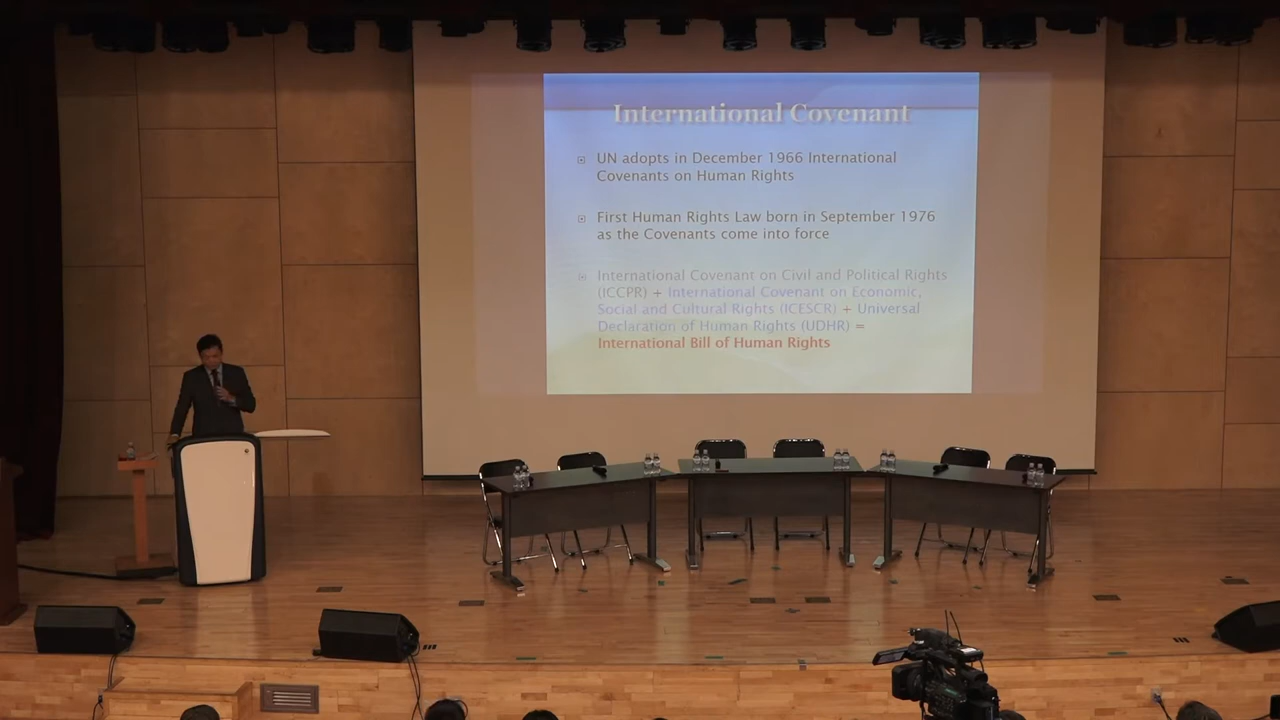 International Covenant
UN adopts in December 1966 International
Covenants on Human Rights
First Human Rights Law born in September 1976
as the Covenants come into force
International Covenant on Civil and Political Rights
(ICCPR) + International Covenant on Economic,
Social and Cultural Rights (ICESCR) + Universal
Declaration of Human Rights (UDHR) =
International Bill of Human Rights